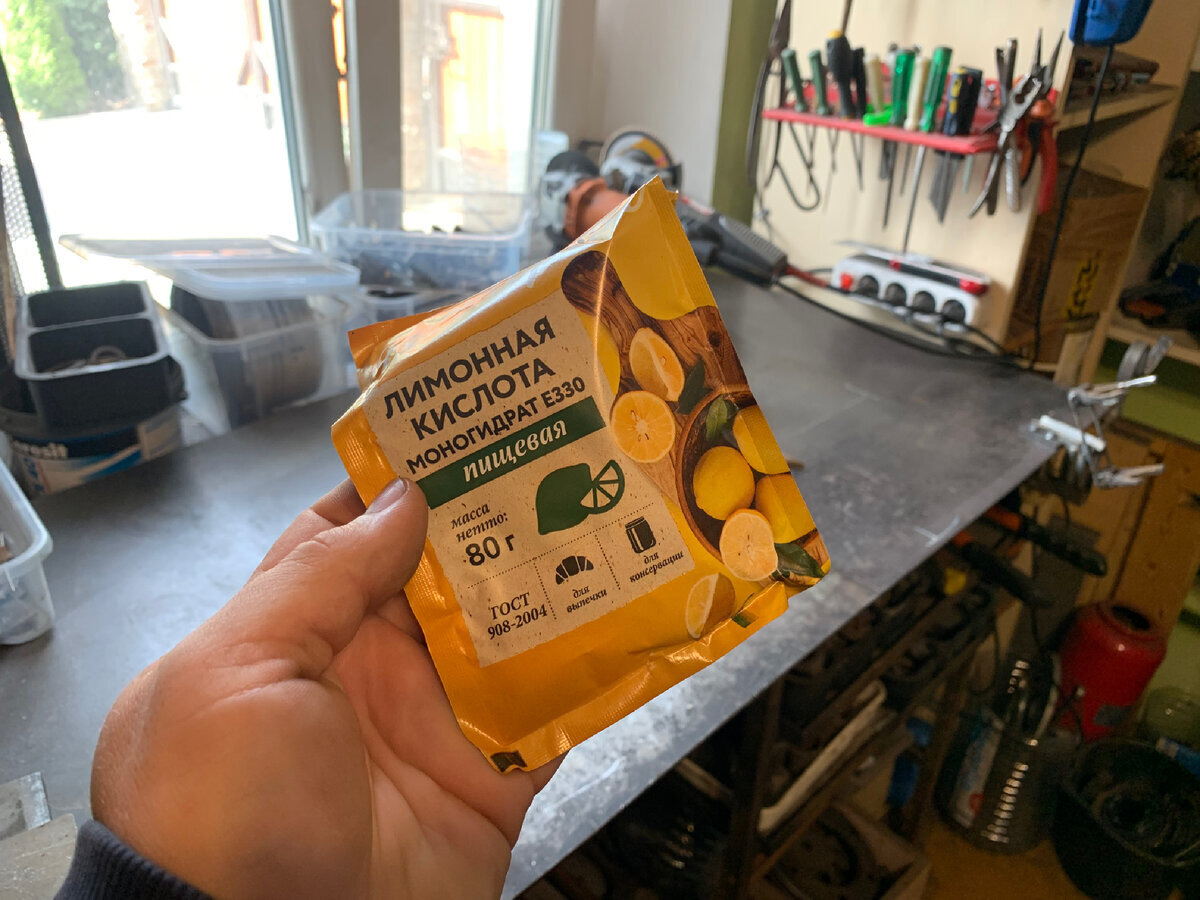 ЛИМОННАЯ
КИСЛОТА
МОНОГИДРАТ Е330
пищевая
масса
нетто:
80 г
ГОСТ
908-2004
для
выпечки
для
консервации